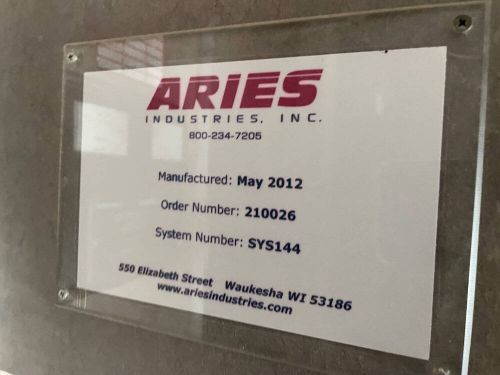 ARIES
INDUSTRIES, INC.
800-234-7205
Manufactured: May 2012
Order Number: 210026
System Number: SYS144
550 Elizabeth Street Waukesha WI 53186
www.ariesindustries.com